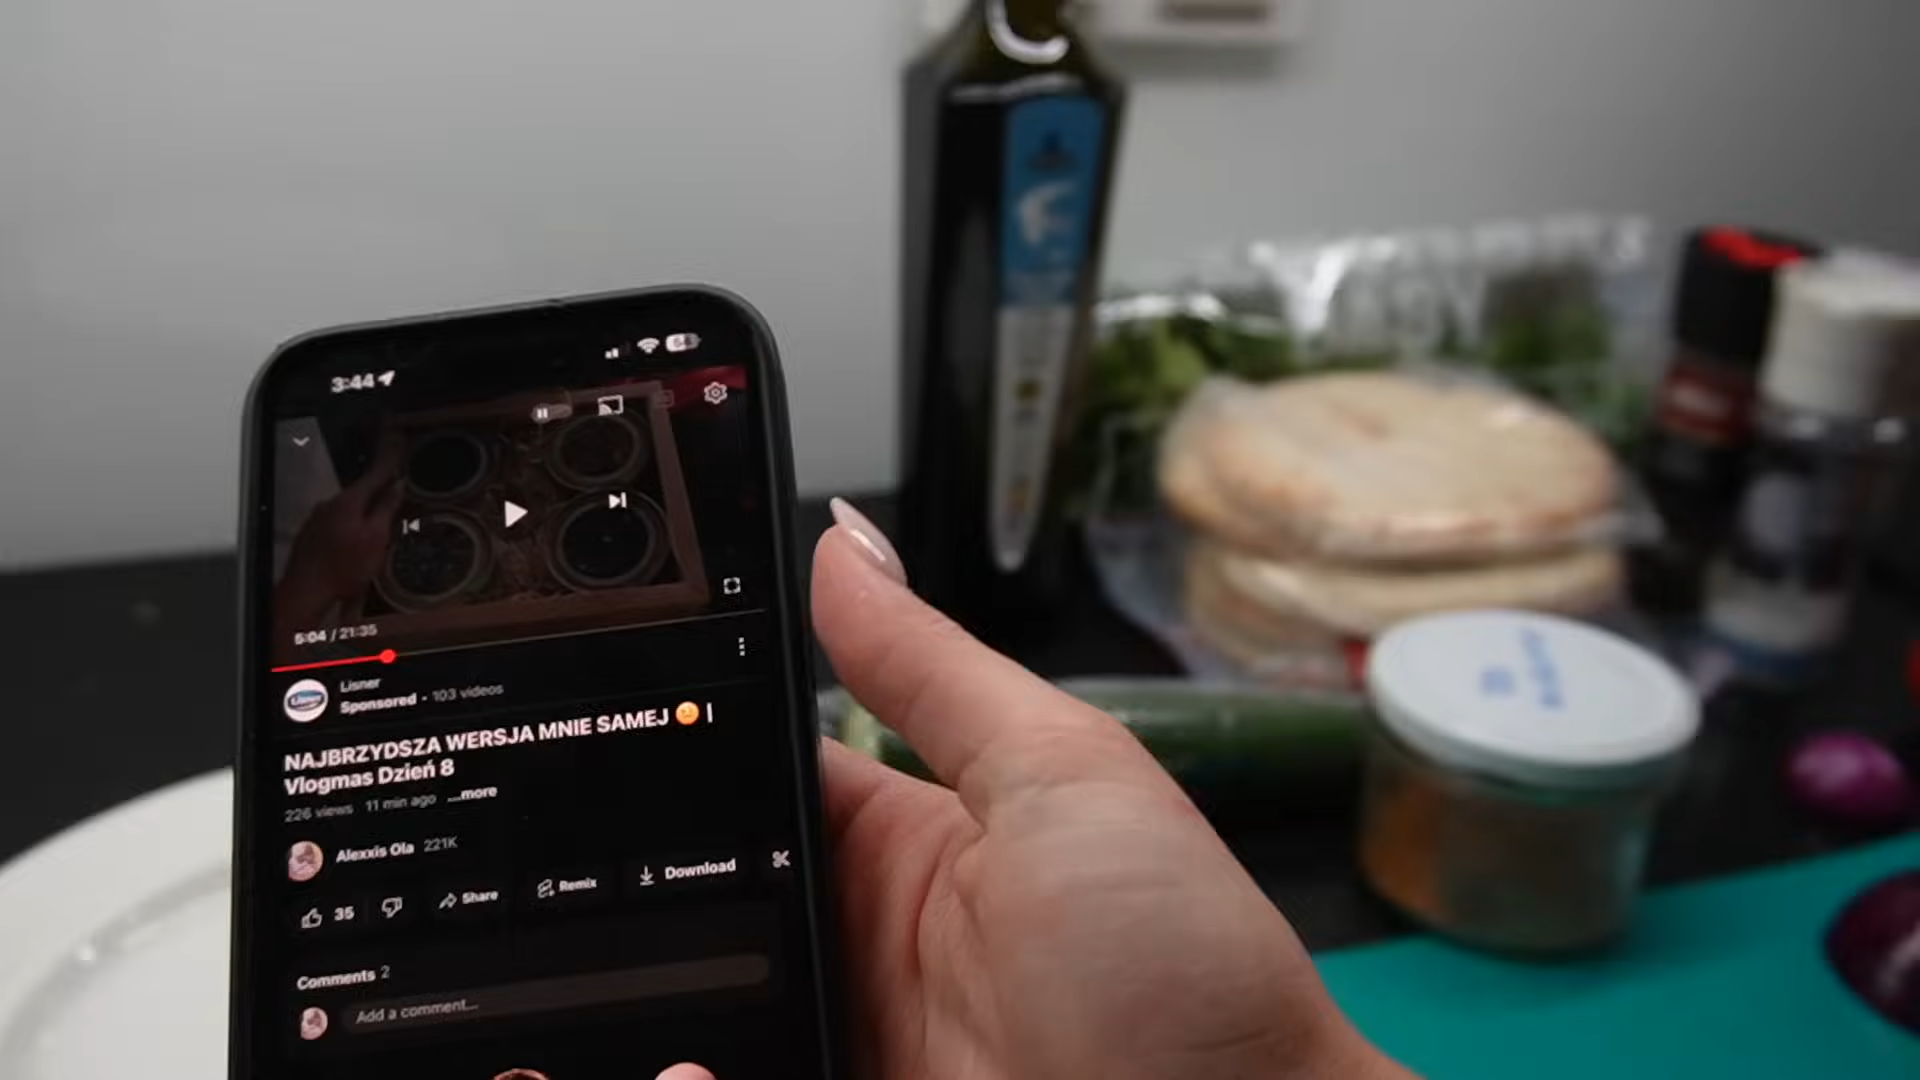 3:44
5:04 / 21:35
Lisner
Sponsored · 103 videos
NAJBRZYDSZA WERSJA MNIE SAMEJ 🫤 |
Vlogmas Dzień 8
226 views 11 min ago ...more
Alexxis Ola 221K
35 Share Remix Download
Comments 2
Add a comment...